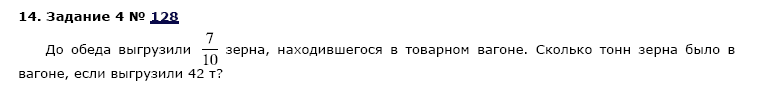 14. Задание 4 № 128
До обеда выгрузили 7/10 зерна, находившегося в товарном вагоне. Сколько тонн зерна было в
вагоне, если выгрузили 42 т?